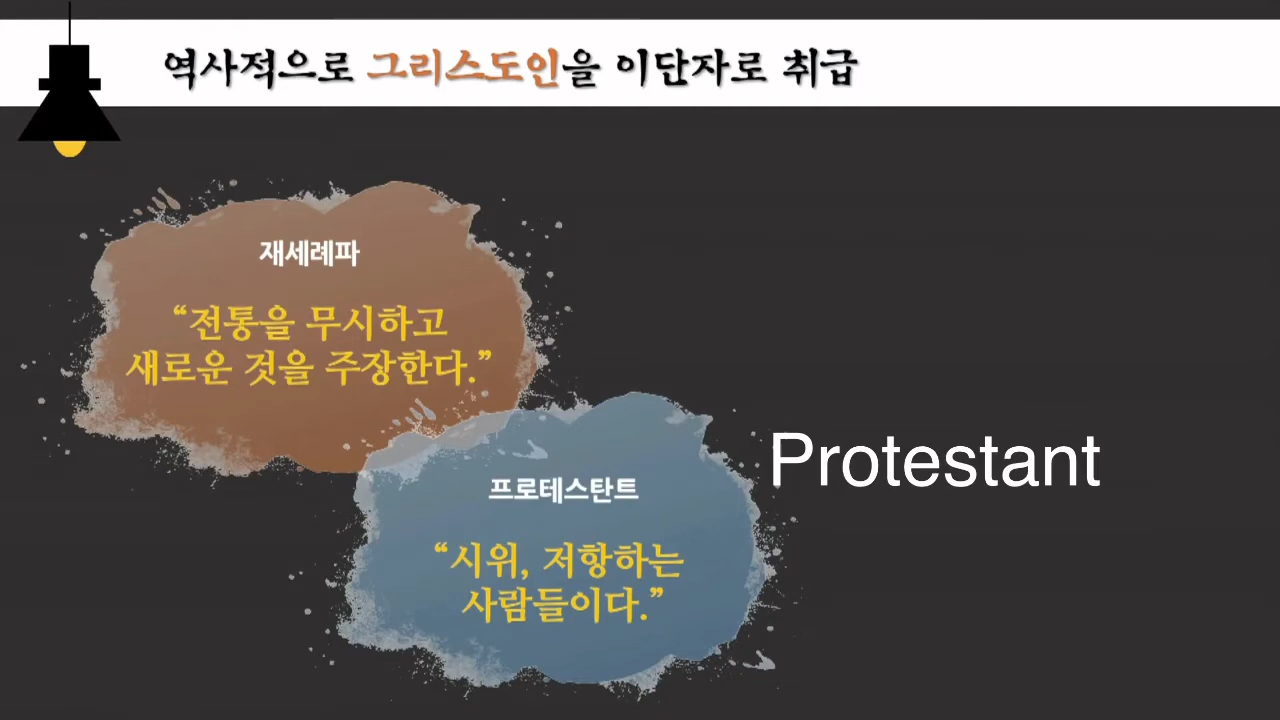 역사적으로 그리스도인을 이단자로 취급
재세례파
“전통을 무시하고
새로운 것을 주장한다.”
프로테스탄트
“시위, 저항하는
사람들이다.”
Protestant